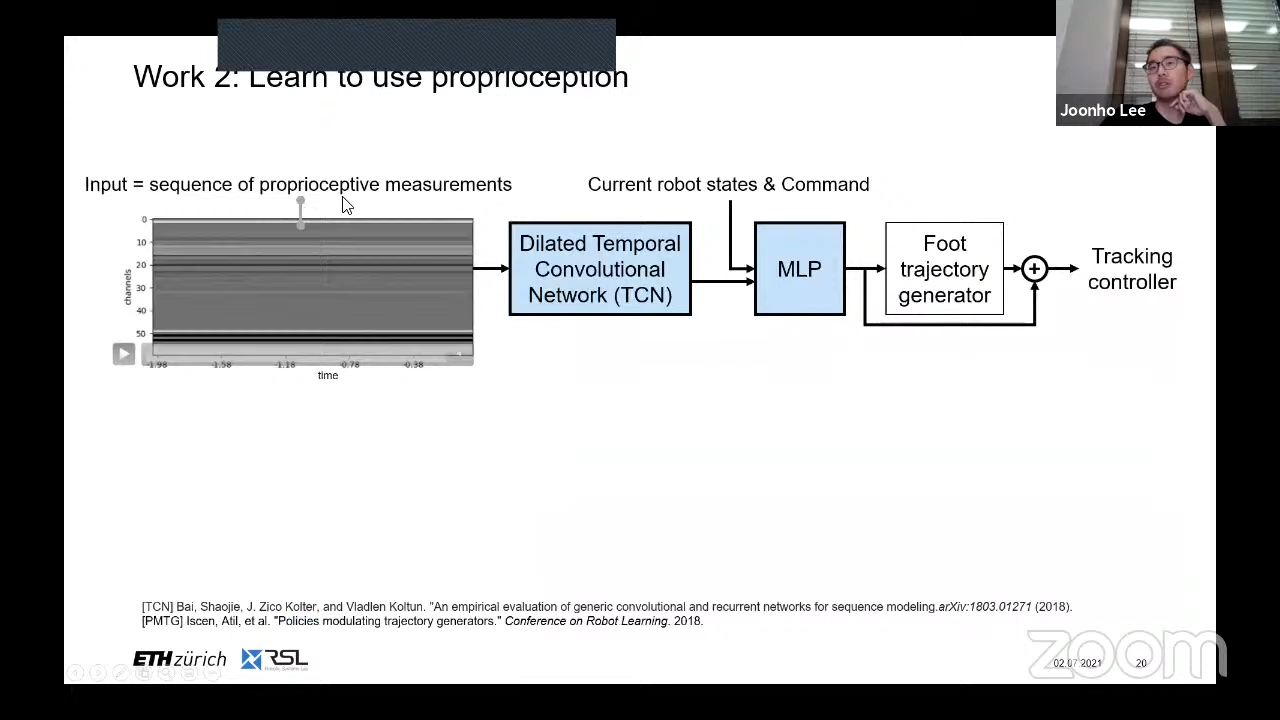 Work 2: Learn to use proprioception
Joonho Lee
Input = sequence of proprioceptive measurements
Current robot states & Command
0
10
20
30
40
50
channels
-1.98
-1.58
-1.18
-0.78
-0.38
time
Dilated Temporal
Convolutional
Network (TCN)
MLP
Foot
trajectory
generator
+
Tracking
controller
[TCN] Bai, Shaojie, J. Zico Kolter, and Vladlen Koltun. "An empirical evaluation of generic convolutional and recurrent networks for sequence modeling.arXiv:1803.01271 (2018).
[PMTG] Iscen, Atil, et al. "Policies modulating trajectory generators." Conference on Robot Learning. 2018.
ETH zürich
RSL
Robotic Systems Lab
02.07.2021
20
zoom